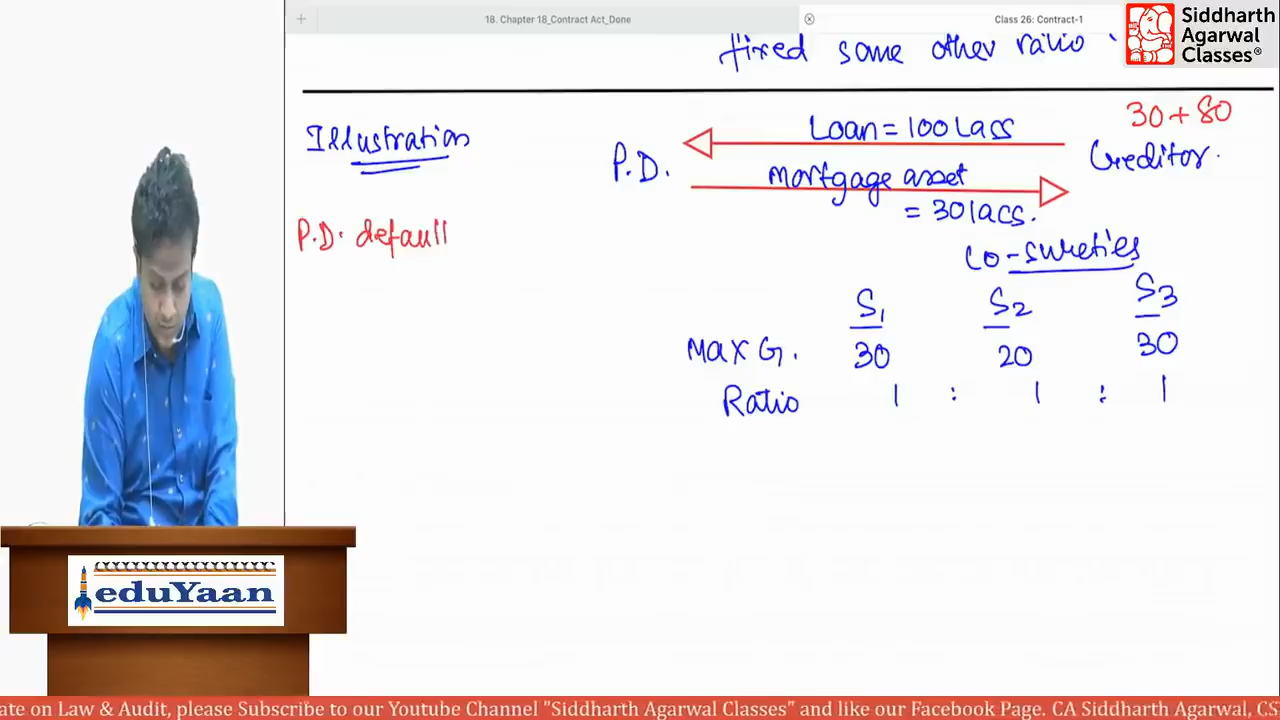 18. Chapter 18_Contract Act_Done
Class 26: Contract-1
Siddharth
Agarwal
Classes®
fixed some other ratio
Illustration
P.D.
Loan = 100 Lacs
30 + 80
Creditor.
mortgage asset
= 30 lacs.
P.D. defaull
Co-sureties
S1 S2 S3
Max G. 30 20 30
Ratio 1 : 1 : 1
eduYaan
ate on Law & Audit, please Subscribe to our Youtube Channel "Siddharth Agarwal Classes" and like our Facebook Page. CA Siddharth Agarwal, CS